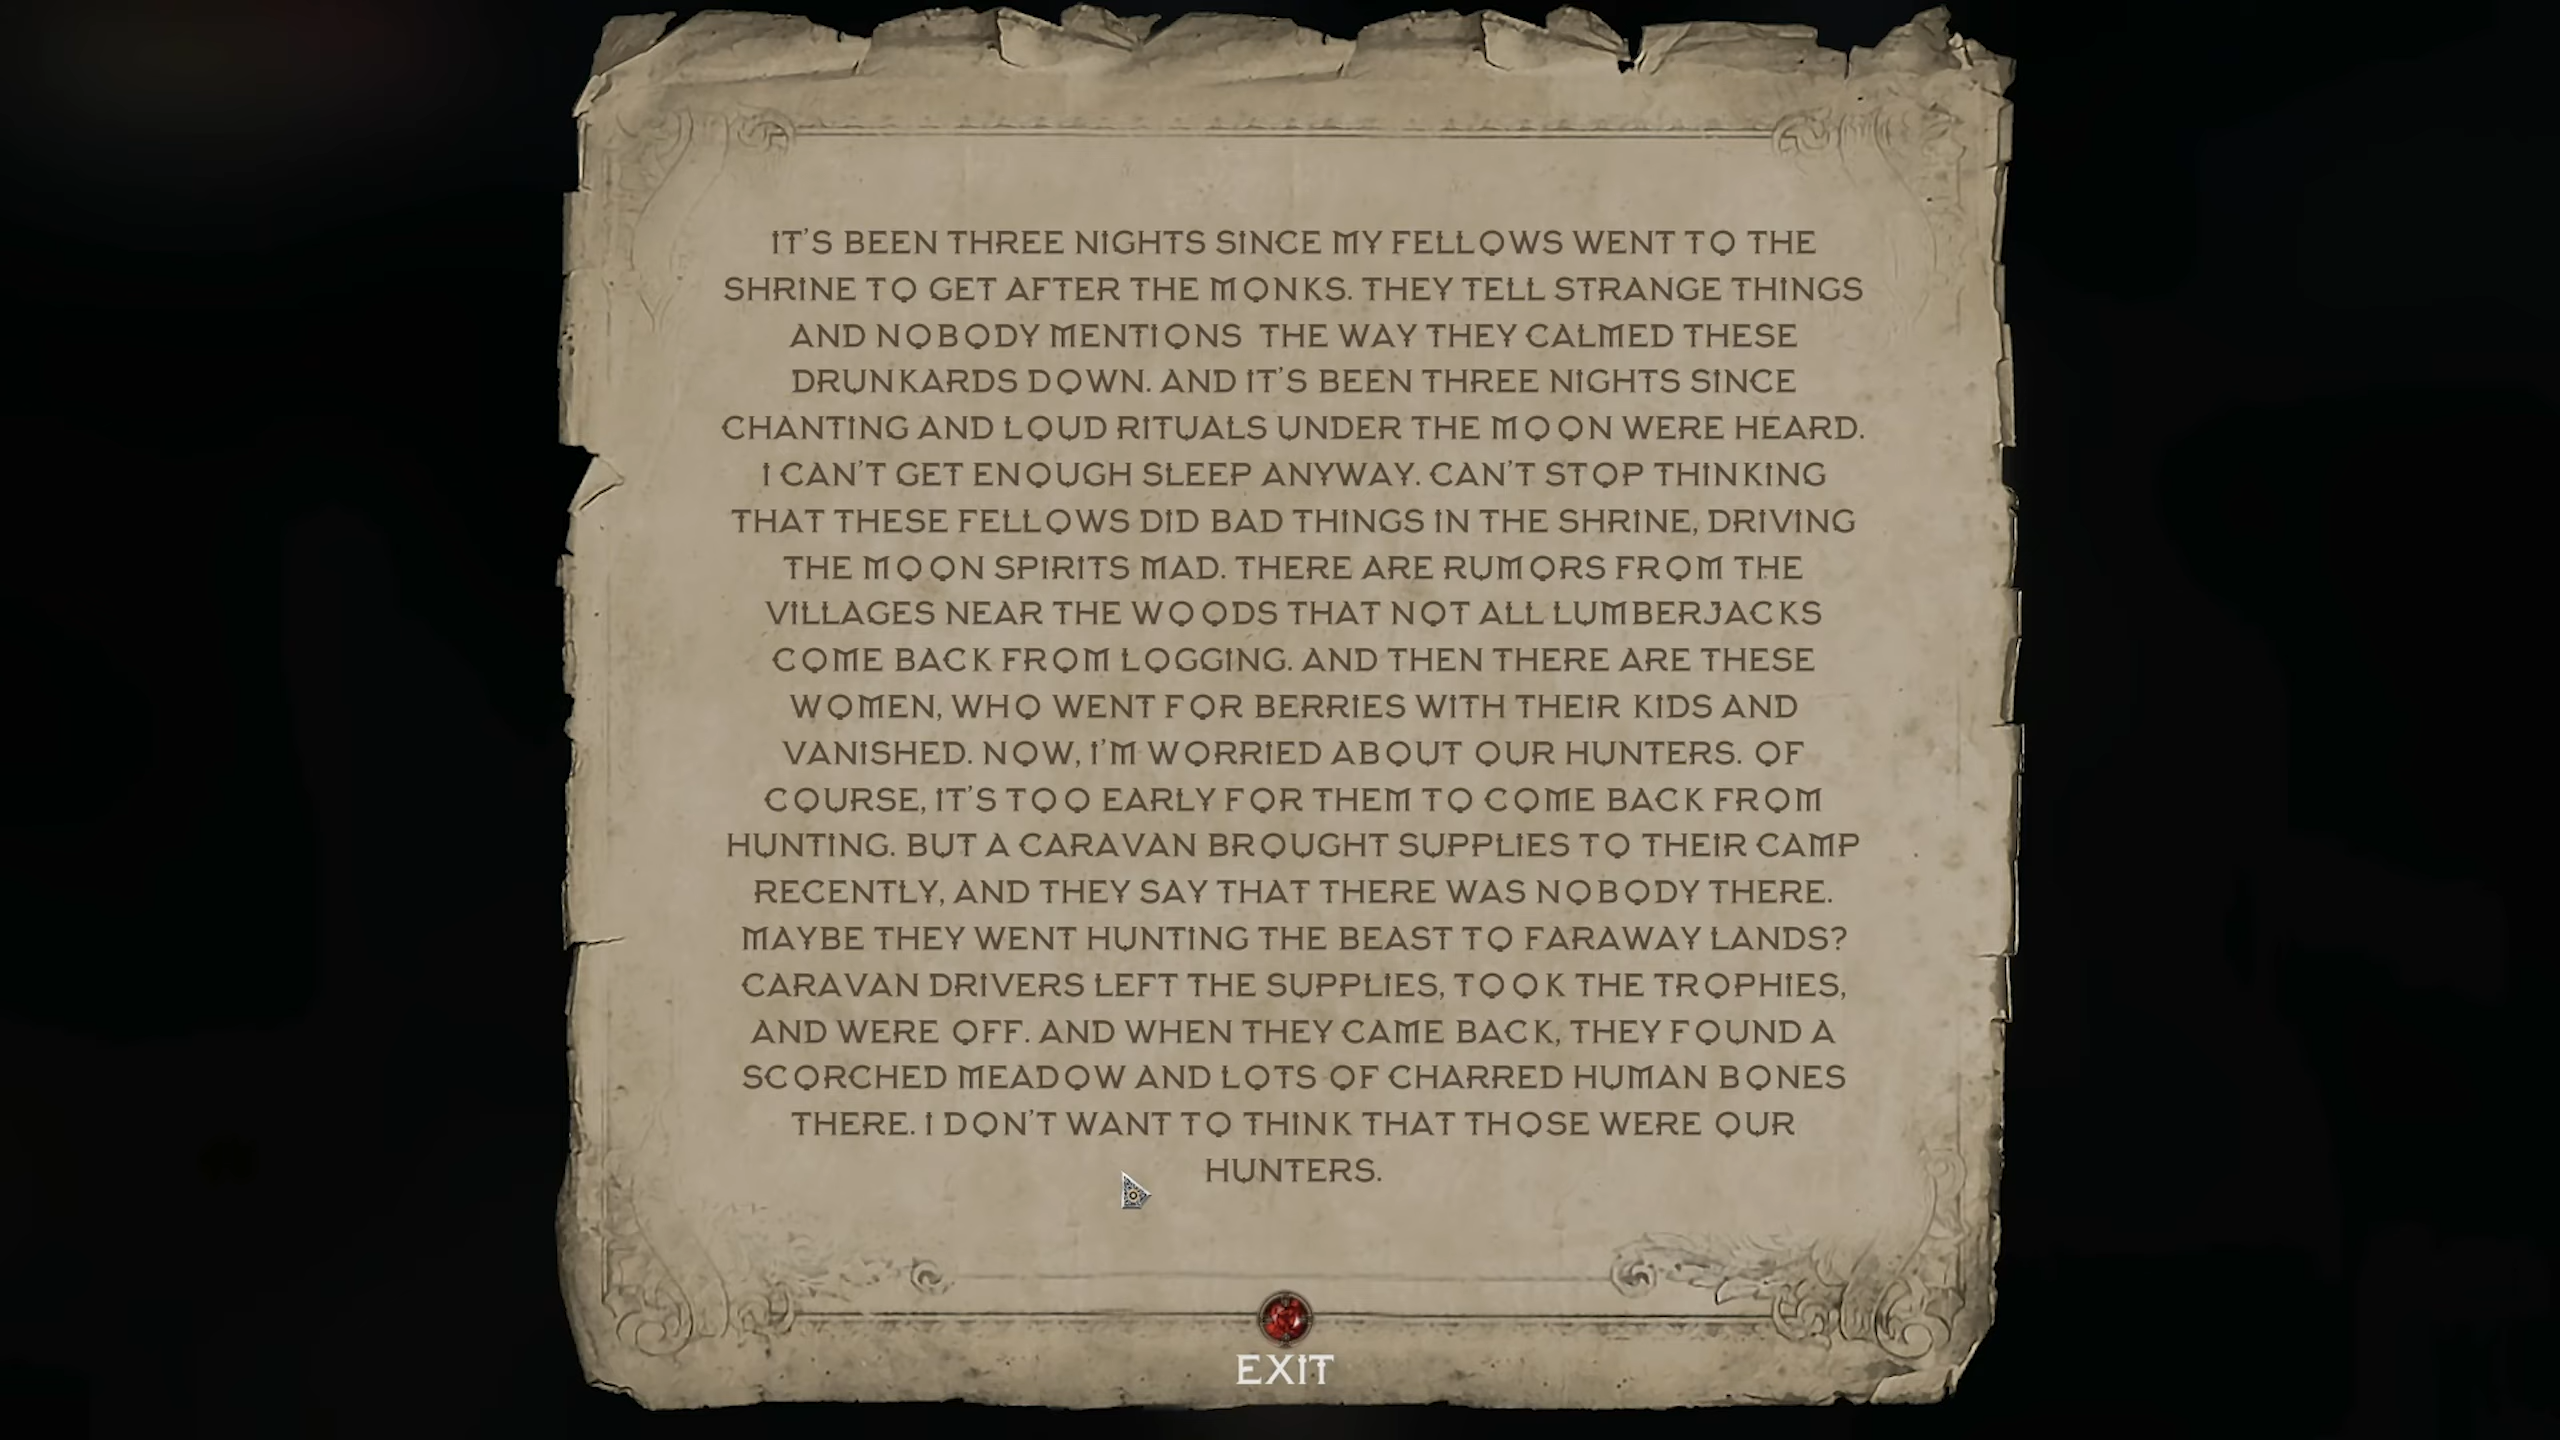 IT'S BEEN THREE NIGHTS SINCE MY FELLOWS WENT TO THE
SHRINE TO GET AFTER THE MONKS. THEY TELL STRANGE THINGS
AND NOBODY MENTIONS  THE WAY THEY CALMED THESE
DRUNKARDS DOWN. AND IT'S BEEN THREE NIGHTS SINCE
CHANTING AND LOUD RITUALS UNDER THE MOON WERE HEARD.
I CAN'T GET ENOUGH SLEEP ANYWAY. CAN'T STOP THINKING
THAT THESE FELLOWS DID BAD THINGS IN THE SHRINE, DRIVING
THE MOON SPIRITS MAD. THERE ARE RUMORS FROM THE
VILLAGES NEAR THE WOODS THAT NOT ALL LUMBERJACKS
COME BACK FROM LOGGING. AND THEN THERE ARE THESE
WOMEN, WHO WENT FOR BERRIES WITH THEIR KIDS AND
VANISHED. NOW, I'M WORRIED ABOUT OUR HUNTERS. OF
COURSE, IT'S TOO EARLY FOR THEM TO COME BACK FROM
HUNTING. BUT A CARAVAN BROUGHT SUPPLIES TO THEIR CAMP
RECENTLY, AND THEY SAY THAT THERE WAS NOBODY THERE.
MAYBE THEY WENT HUNTING THE BEAST TO FARAWAY LANDS?
CARAVAN DRIVERS LEFT THE SUPPLIES, TOOK THE TROPHIES,
AND WERE OFF. AND WHEN THEY CAME BACK, THEY FOUND A
SCORCHED MEADOW AND LOTS OF CHARRED HUMAN BONES
THERE. I DON'T WANT TO THINK THAT THOSE WERE OUR
HUNTERS.
EXIT